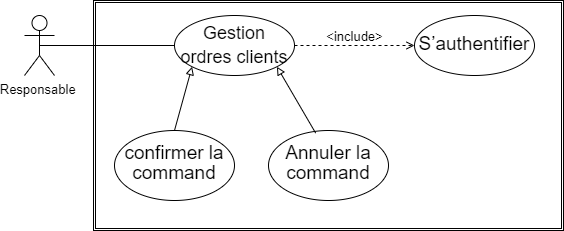 Gestion
ordres clients
<include>
S'authentifier
Responsable
confirmer la
command
Annuler la
command